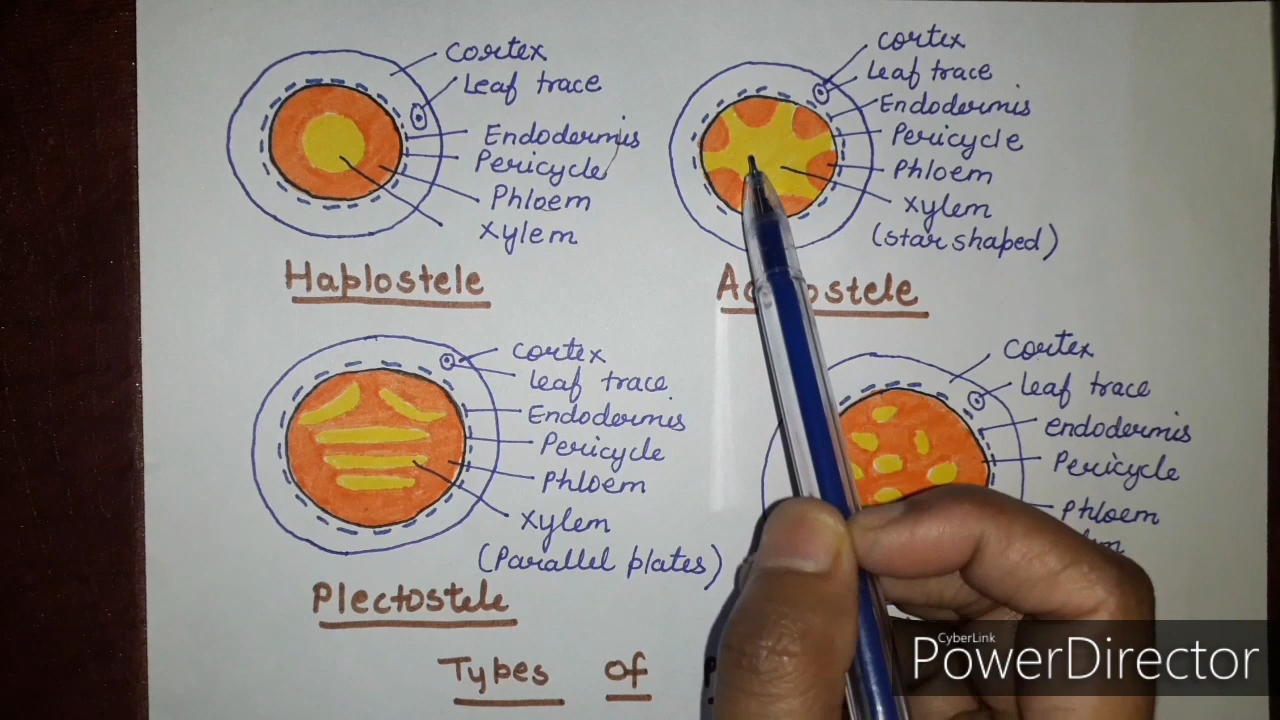 Cortex
Leaf trace
Endodermis
Pericycle
Phloem
Xylem
Haplostele
Cortex
Leaf trace
Endodermis
Pericycle
Phloem
Xylem
(star shaped)
Cortex
Leaf trace
Endodermis
Pericycle
Phloem
Xylem
(Parallel plates)
Plectostele
Cortex
Leaf trace
Endodermis
Pericycle
Phloem
Types of
CyberLink
PowerDirector